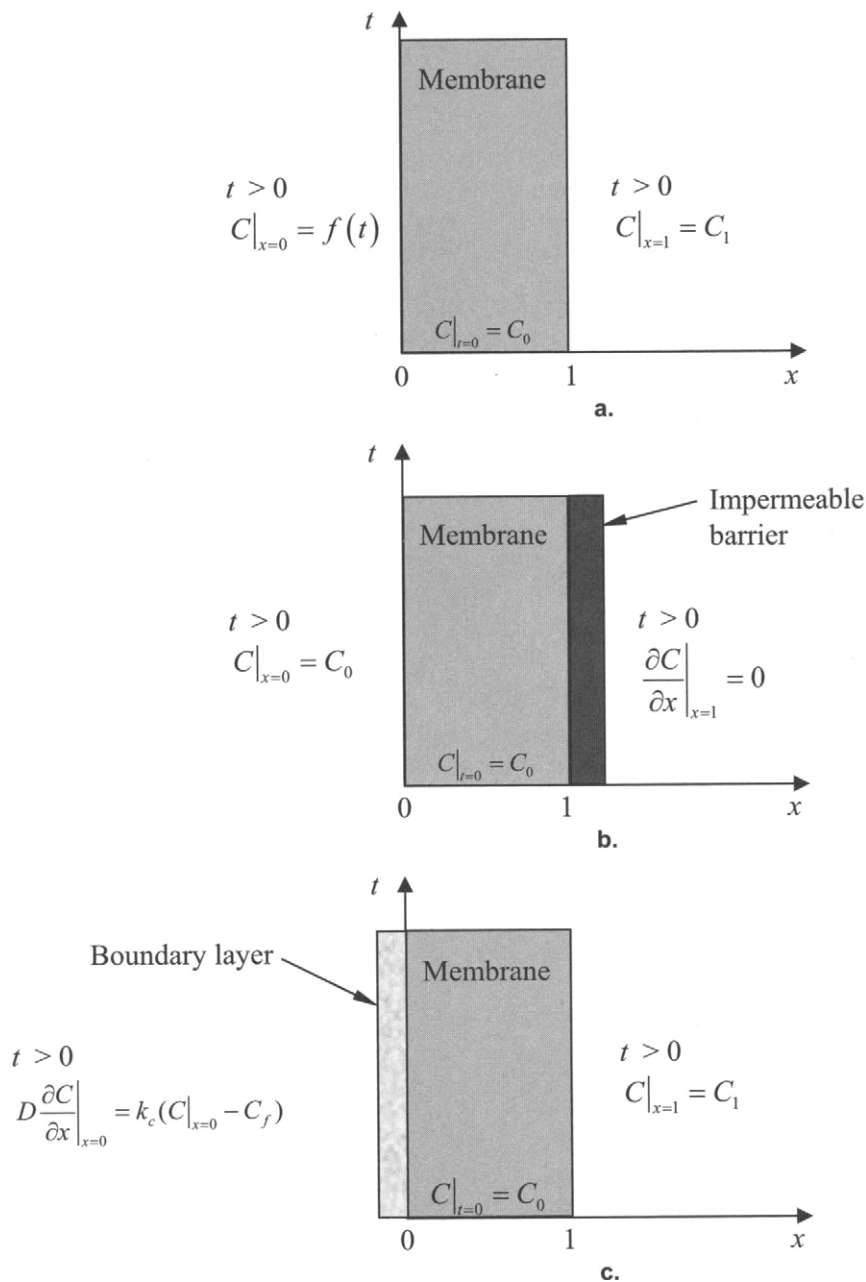 t
Membrane
t > 0
C|x=0 = f(t)
t > 0
C|x=1 = C1
C|t=0 = C0
0 1 x
a.
t
Impermeable
barrier
Membrane
t > 0
C|x=0 = C0
t > 0
∂C/∂x|x=1 = 0
C|t=0 = C0
0 1 x
b.
t
Boundary layer
Membrane
t > 0
D ∂C/∂x|x=0 = kc(C|x=0 − Cf)
t > 0
C|x=1 = C1
C|t=0 = C0
0 1 x
c.